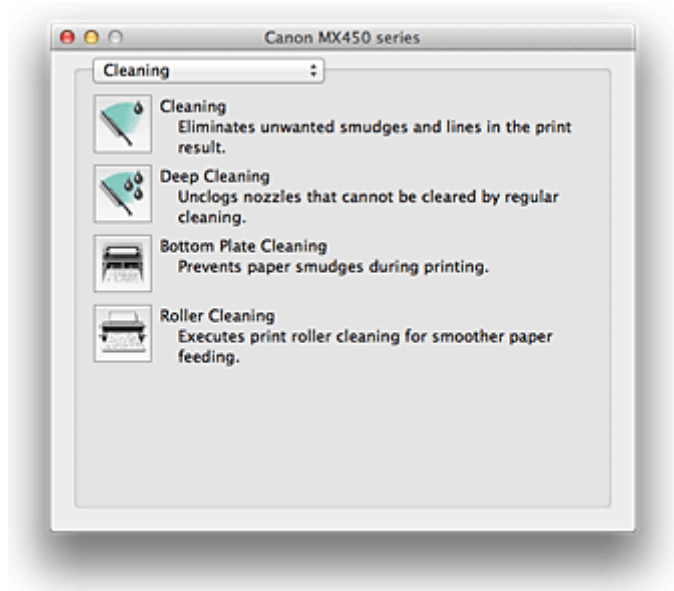 Canon MX450 series
Cleaning
Cleaning
Eliminates unwanted smudges and lines in the print
result.
Deep Cleaning
Unclogs nozzles that cannot be cleared by regular
cleaning.
Bottom Plate Cleaning
Prevents paper smudges during printing.
Roller Cleaning
Executes print roller cleaning for smoother paper
feeding.